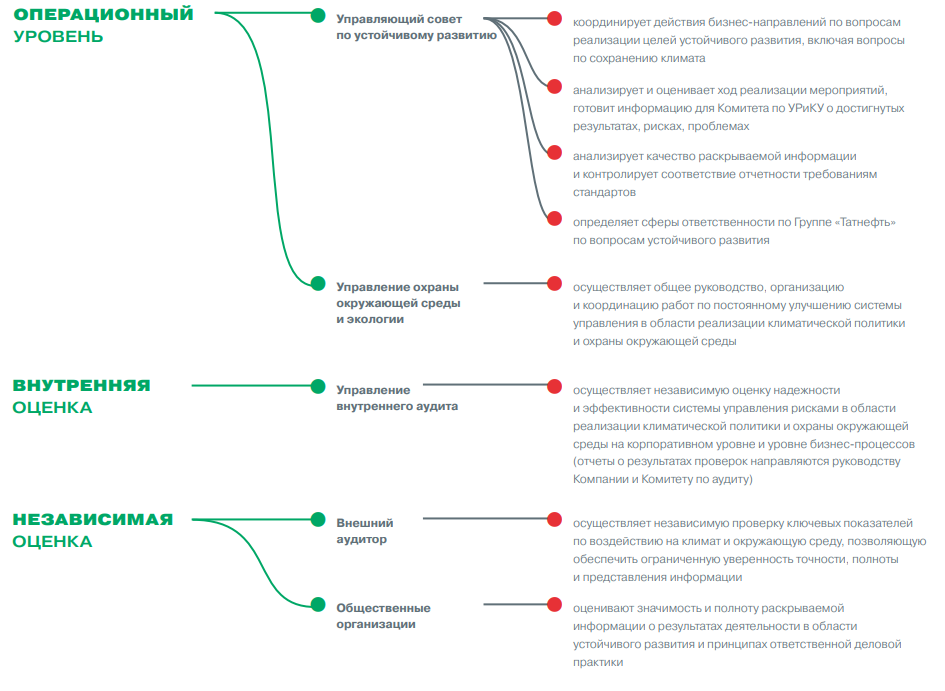 ОПЕРАЦИОННЫЙ
УРОВЕНЬ
Управляющий совет
по устойчивому развитию
координирует действия бизнес-направлений по вопросам
реализации целей устойчивого развития, включая вопросы
по сохранению климата
анализирует и оценивает ход реализации мероприятий,
готовит информацию для Комитета по УРиКУ о достигнутых
результатах, рисках, проблемах
анализирует качество раскрываемой информации
и контролирует соответствие отчетности требованиям
стандартов
определяет сферы ответственности по Группе «Татнефть»
по вопросам устойчивого развития
Управление охраны
окружающей среды
и экологии
осуществляет общее руководство, организацию
и координацию работ по постоянному улучшению системы
управления в области реализации климатической политики
и охраны окружающей среды
ВНУТРЕННЯЯ
ОЦЕНКА
Управление
внутреннего аудита
осуществляет независимую оценку надежности
и эффективности системы управления рисками в области
реализации климатической политики и охраны окружающей
среды на корпоративном уровне и уровне бизнес-процессов
(отчеты о результатах проверок направляются руководству
Компании и Комитету по аудиту)
НЕЗАВИСИМАЯ
ОЦЕНКА
Внешний
аудитор
осуществляет независимую проверку ключевых показателей
по воздействию на климат и окружающую среду, позволяющую
обеспечить ограниченную уверенность точности, полноты
и представления информации
Общественные
организации
оценивают значимость и полноту раскрываемой
информации о результатах деятельности в области
устойчивого развития и принципах ответственной деловой
практики